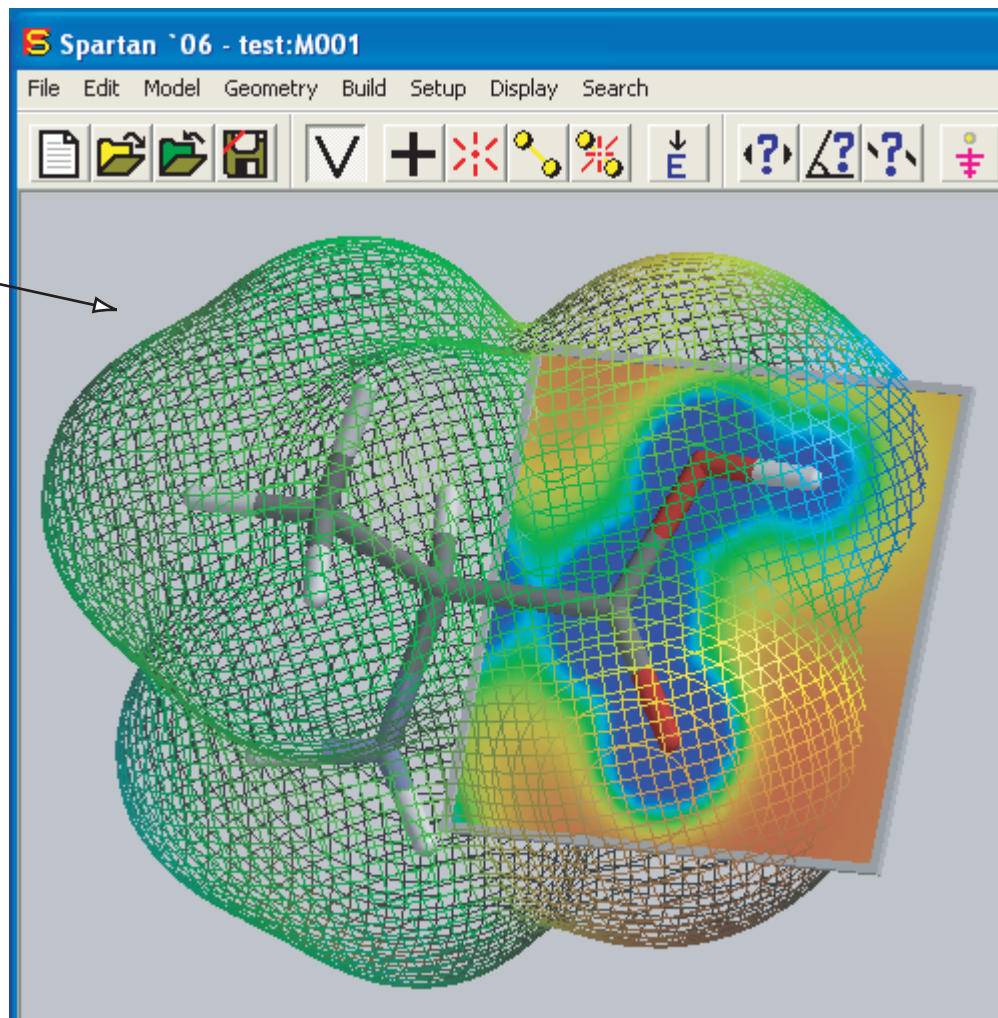 S Spartan `06 - test:M001
File Edit Model Geometry Build Setup Display Search
V E ? ? ?